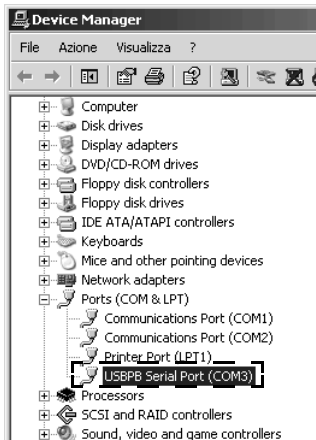 Device Manager
File Azione Visualizza ?
Computer
Disk drives
Display adapters
DVD/CD-ROM drives
Floppy disk controllers
Floppy disk drives
IDE ATA/ATAPI controllers
Keyboards
Mice and other pointing devices
Network adapters
Ports (COM & LPT)
Communications Port (COM1)
Communications Port (COM2)
Printer Port (LPT1)
USBPB Serial Port (COM3)
Processors
SCSI and RAID controllers
Sound, video and game controllers